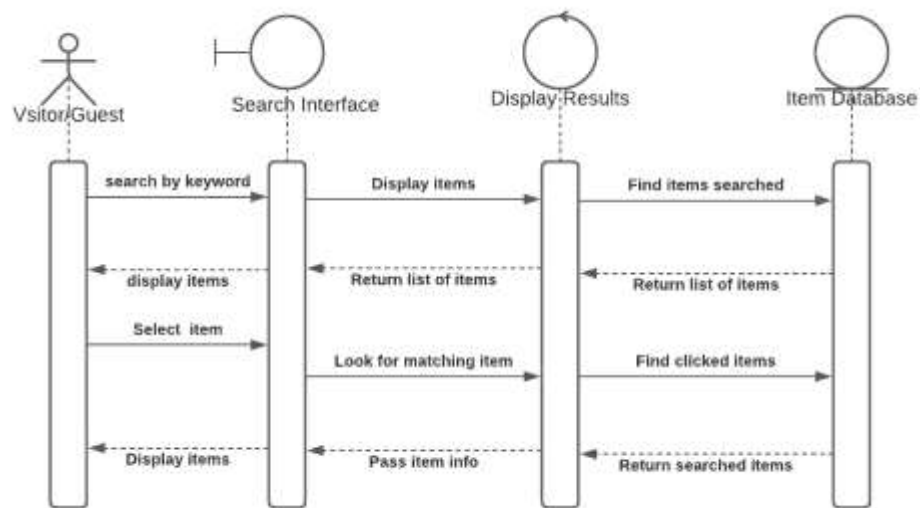 Vsitor/Guest
Search Interface
Display Results
Item Database
search by keyword
Display items
Find items searched
display items
Return list of items
Return list of items
Select item
Look for matching item
Find clicked items
Display items
Pass item info
Return searched items